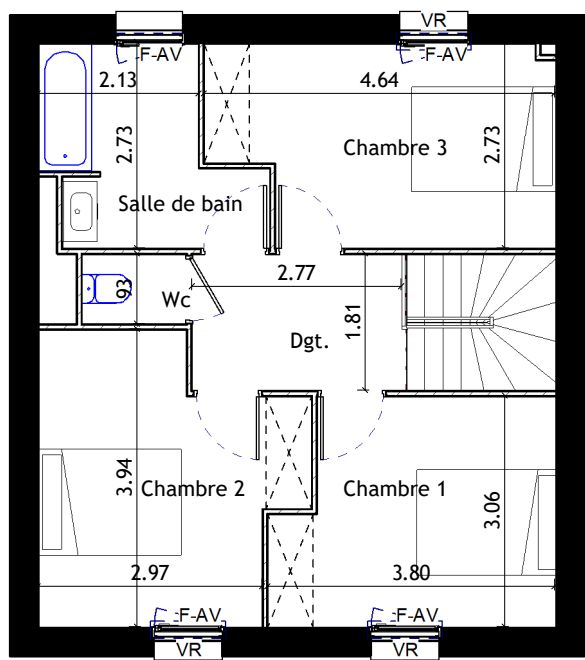 VR
F-AV
F-AV
2.13
4.64
2.73
Chambre 3
2.73
Salle de bain
2.77
93
Wc
1.81
Dgt.
3.94
Chambre 2
Chambre 1
3.06
2.97
3.80
F-AV
F-AV
VR
VR